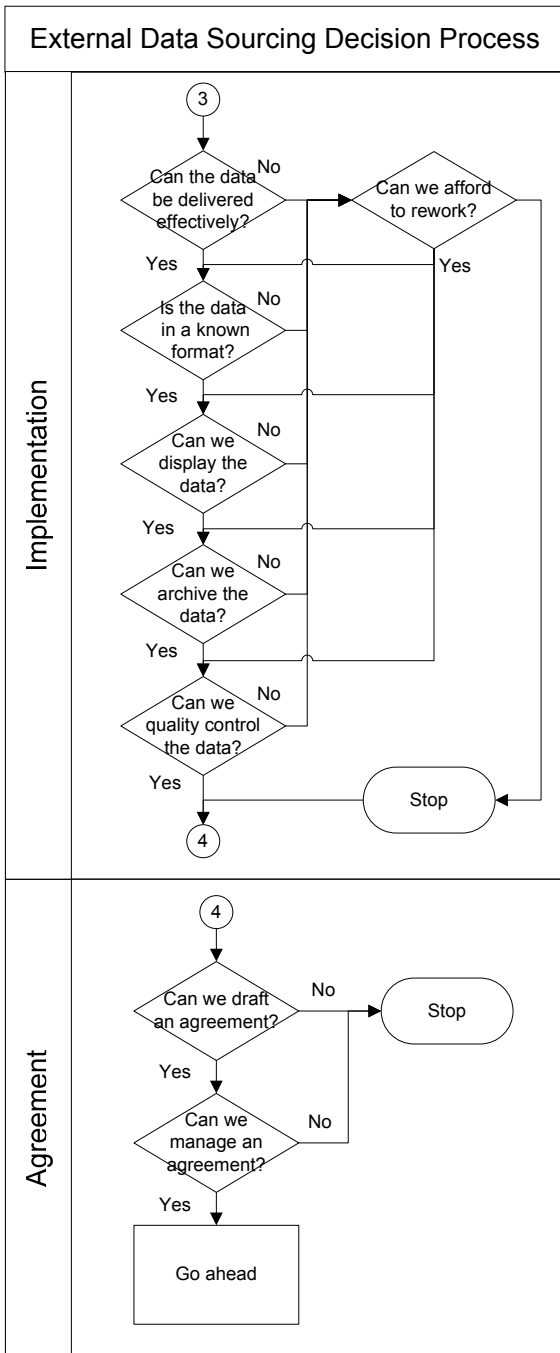 External Data Sourcing Decision Process
Implementation
3
Can the data
be delivered
effectively?
No
Yes
Can we afford
to rework?
Yes
Is the data
in a known
format?
No
Yes
Can we
display the
data?
No
Yes
Can we
archive the
data?
No
Yes
Can we
quality control
the data?
No
Yes
Stop
4
Agreement
4
Can we draft
an agreement?
No
Stop
Yes
Can we
manage an
agreement?
No
Yes
Go ahead